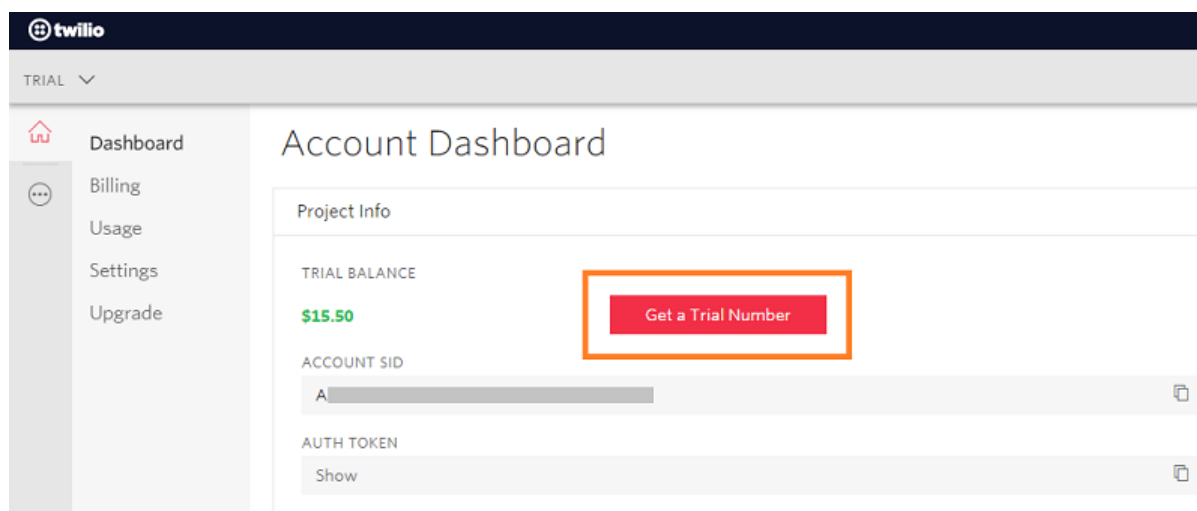 twilio
TRIAL
Dashboard
Billing
Usage
Settings
Upgrade
Account Dashboard
Project Info
TRIAL BALANCE
$15.50
Get a Trial Number
ACCOUNT SID
A
AUTH TOKEN
Show